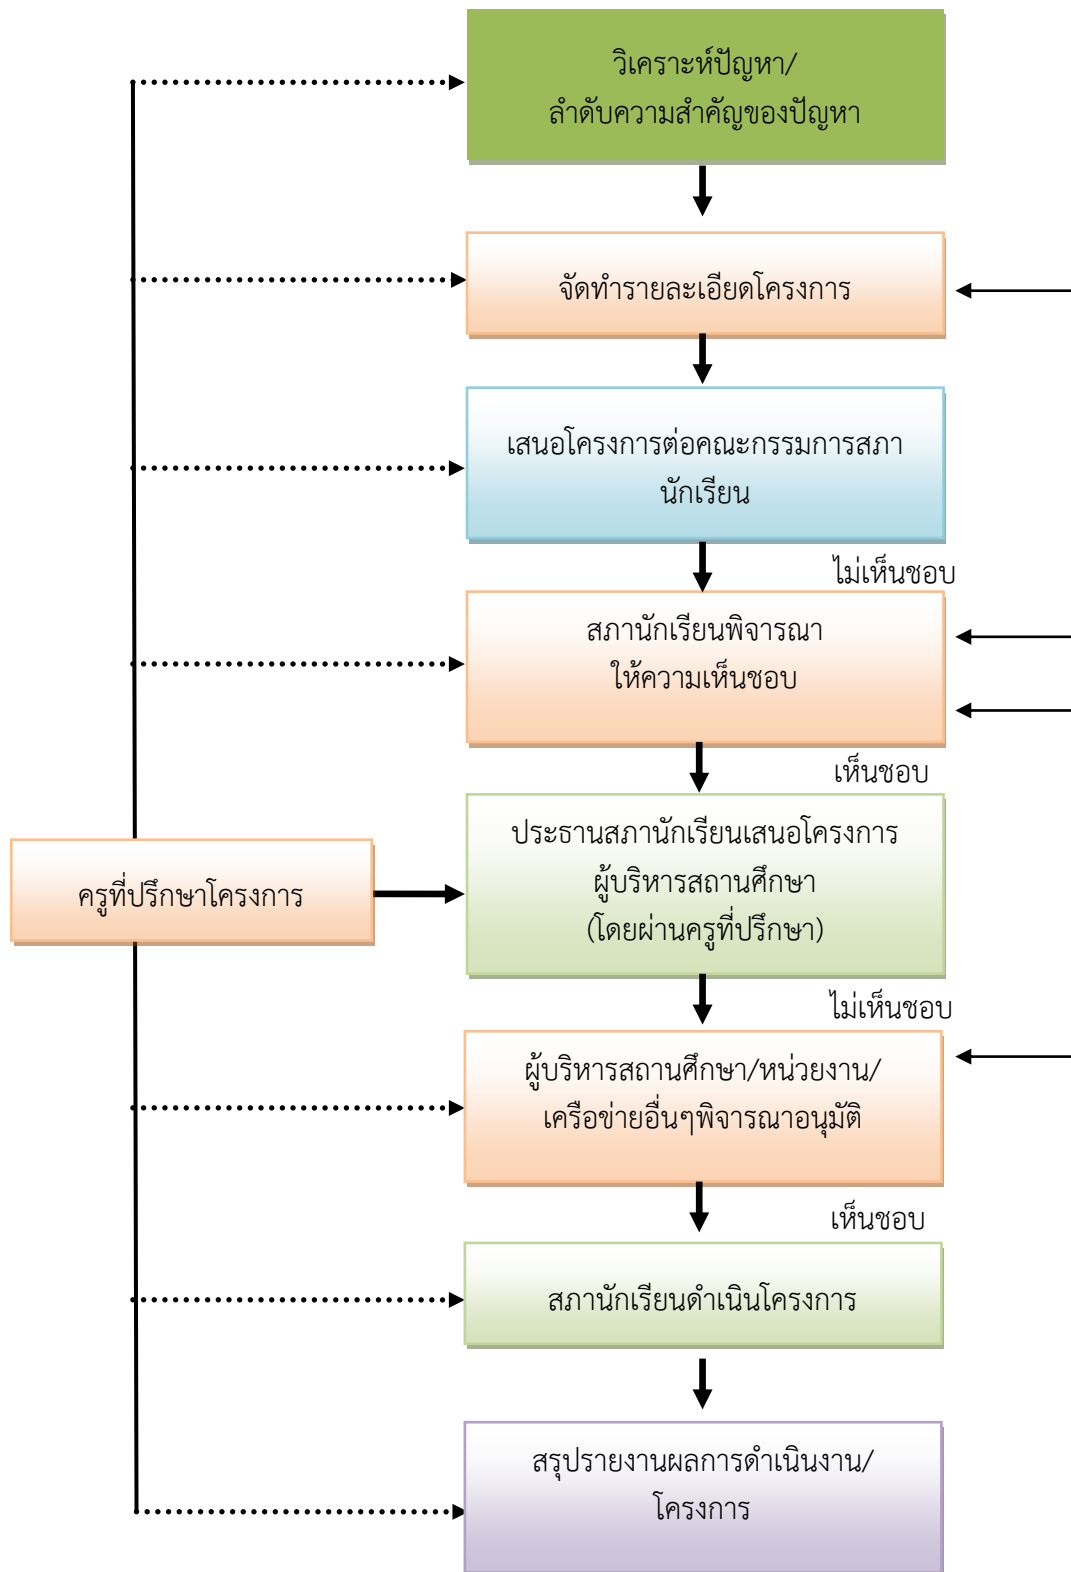 วิเคราะห์ปัญหา/
ลำดับความสำคัญของปัญหา
จัดทำรายละเอียดโครงการ
เสนอโครงการต่อคณะกรรมการสภา
นักเรียน
ไม่เห็นชอบ
สภานักเรียนพิจารณา
ให้ความเห็นชอบ
เห็นชอบ
ประธานสภานักเรียนเสนอโครงการ
ผู้บริหารสถานศึกษา
(โดยผ่านครูที่ปรึกษา)
ครูที่ปรึกษาโครงการ
ไม่เห็นชอบ
ผู้บริหารสถานศึกษา/หน่วยงาน/
เครือข่ายอื่นๆพิจารณาอนุมัติ
เห็นชอบ
สภานักเรียนดำเนินโครงการ
สรุปรายงานผลการดำเนินงาน/
โครงการ